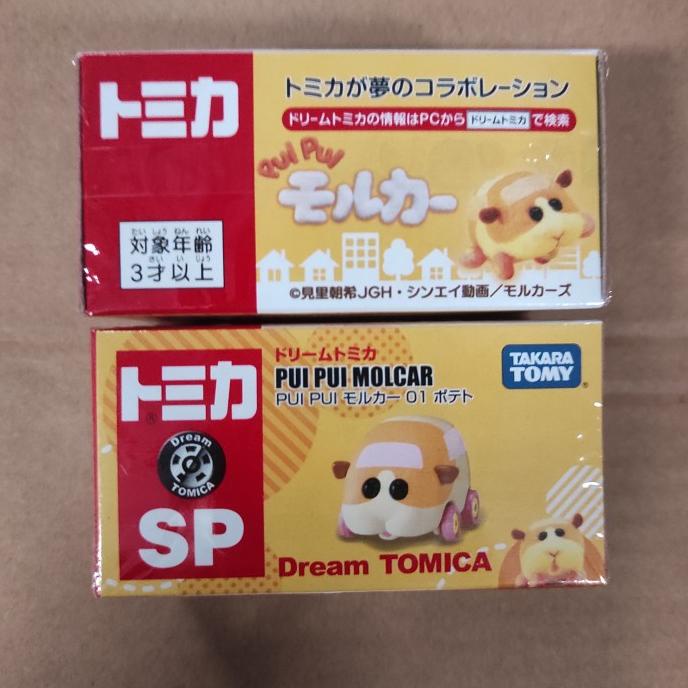 トミカ
トミカが夢のコラボレーション
ドリームトミカの情報はPCから ドリームトミカ で検索
PUI PUI
モルカー
たい しょう ねん れい
対象年齢
さい い じょう
3才以上
©見里朝希JGH・シンエイ動画／モルカーズ
トミカ
®
Dream
TOMICA
SP
ドリームトミカ
PUI PUI MOLCAR
PUI PUI モルカー 01 ポテト
TAKARA
TOMY
®
Dream TOMICA